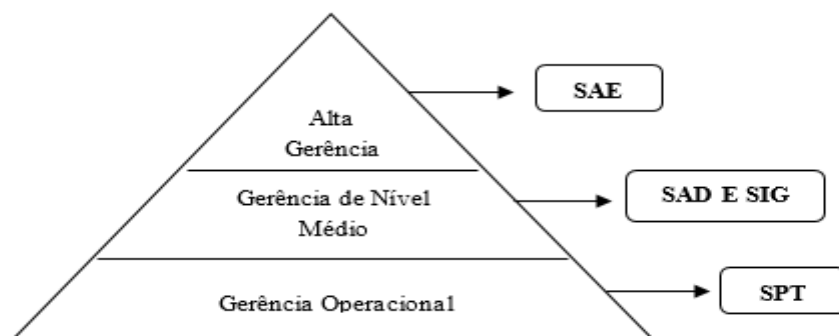 SAE
Alta
Gerência
Gerência de Nível
Médio
SAD E SIG
Gerência Operacional
SPT